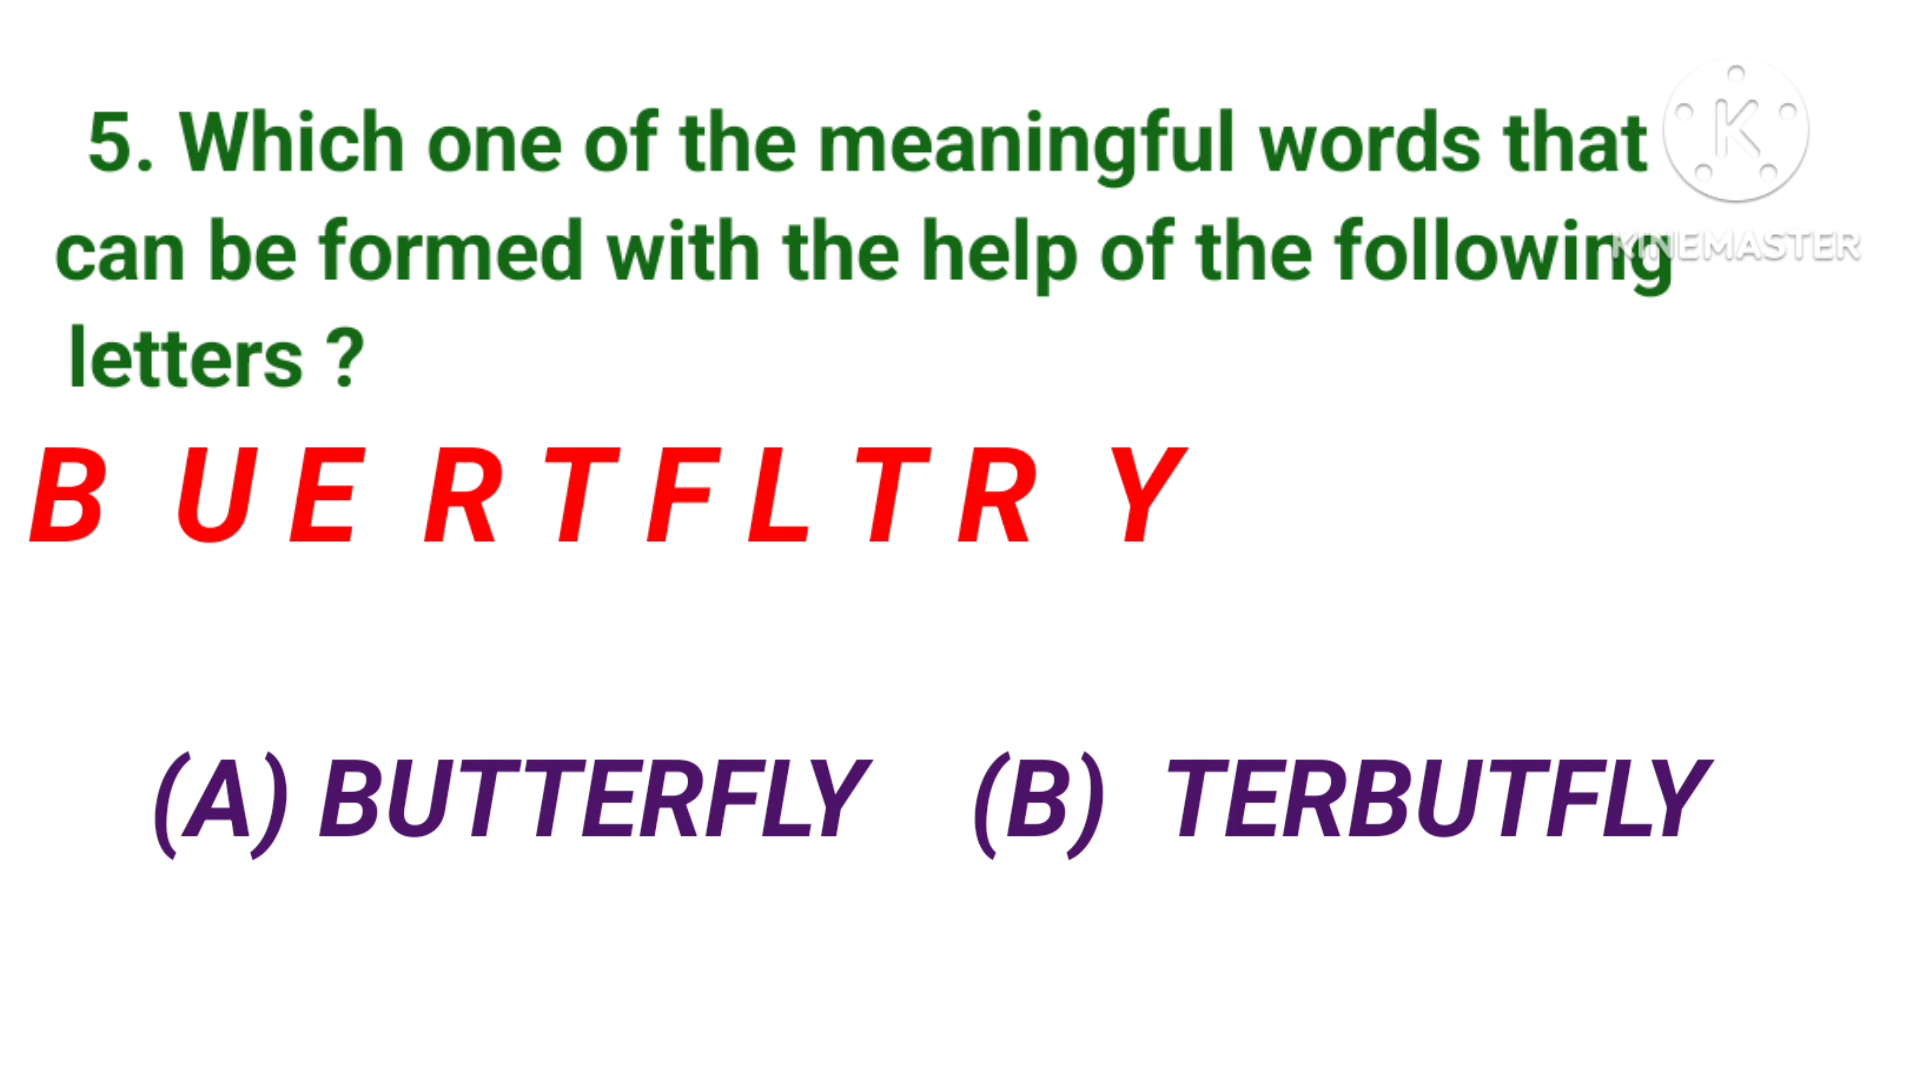 5. Which one of the meaningful words that
can be formed with the help of the following
letters ?
K
KINEMASTER
B U E R T F L T R Y
(A) BUTTERFLY (B) TERBUTFLY